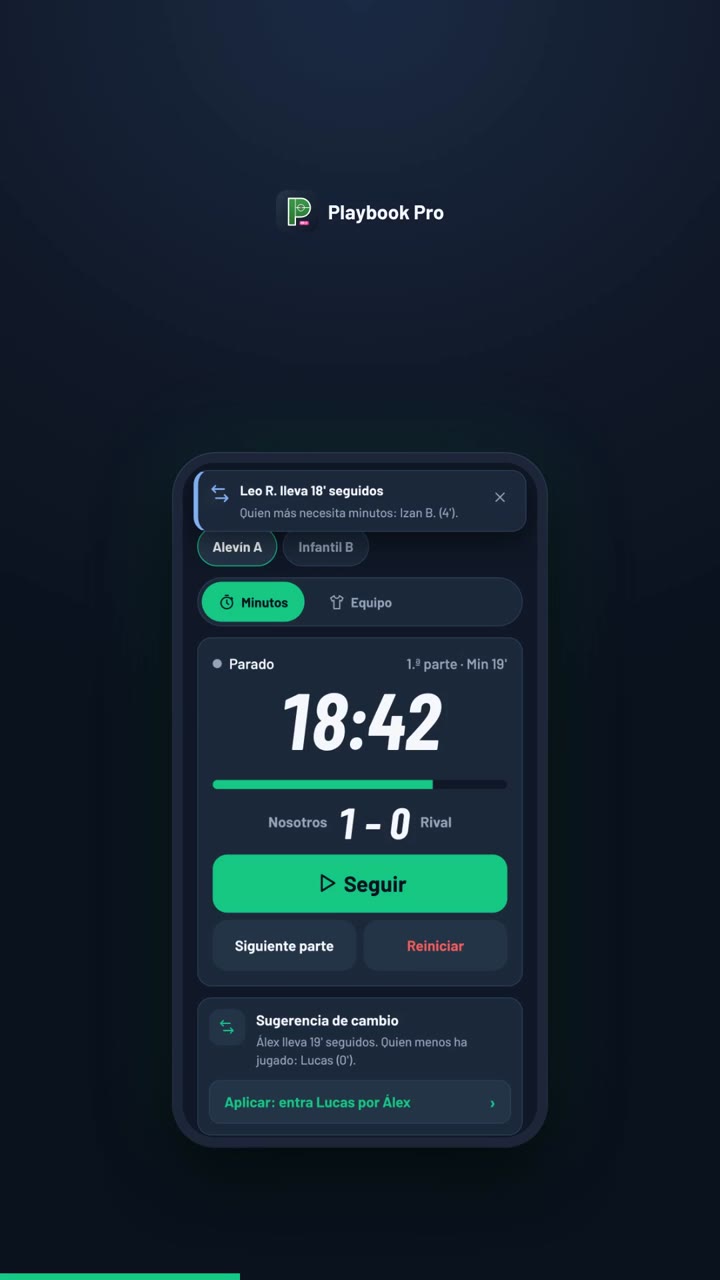 Playbook Pro
Leo R. lleva 18' seguidos
Quien más necesita minutos: Izan B. (4').
Alevín A
Infantil B
Minutos
Equipo
Parado
1.ª parte · Min 19'
18:42
Nosotros 1 - 0 Rival
Seguir
Siguiente parte
Reiniciar
Sugerencia de cambio
Álex lleva 19' seguidos. Quien menos ha
jugado: Lucas (0').
Aplicar: entra Lucas por Álex